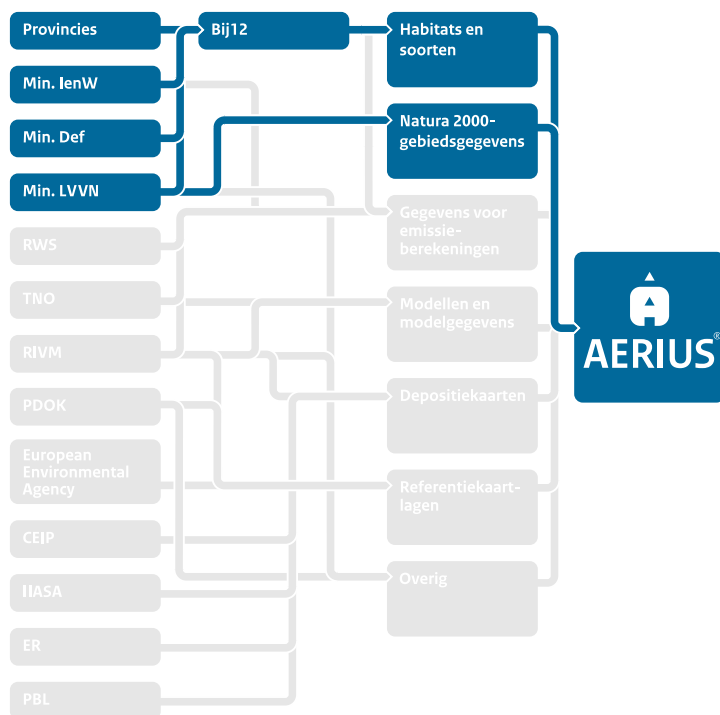 Provincies
Bij12
Habitats en
soorten
Min. IenW
Min. Def
Natura 2000-
gebiedsgegevens
Min. LVVN
RWS
Gegevens voor
emissie-
berekeningen
TNO
Modellen en
modelgegevens
RIVM
AERIUS®
PDOK
Depositiekaarten
European
Environmental
Agency
Referentiekaart-
lagen
CEIP
IIASA
Overig
ER
PBL